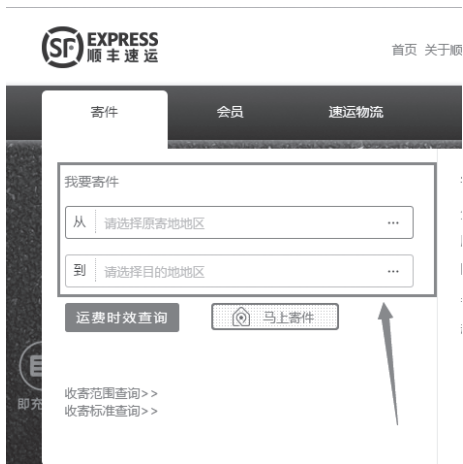 SF EXPRESS
顺丰速运
首页 关于顺
寄件 会员 速运物流
我要寄件
从 请选择原寄地地区 ...
到 请选择目的地地区 ...
运费时效查询 马上寄件
收寄范围查询>>
即充
收寄标准查询>>